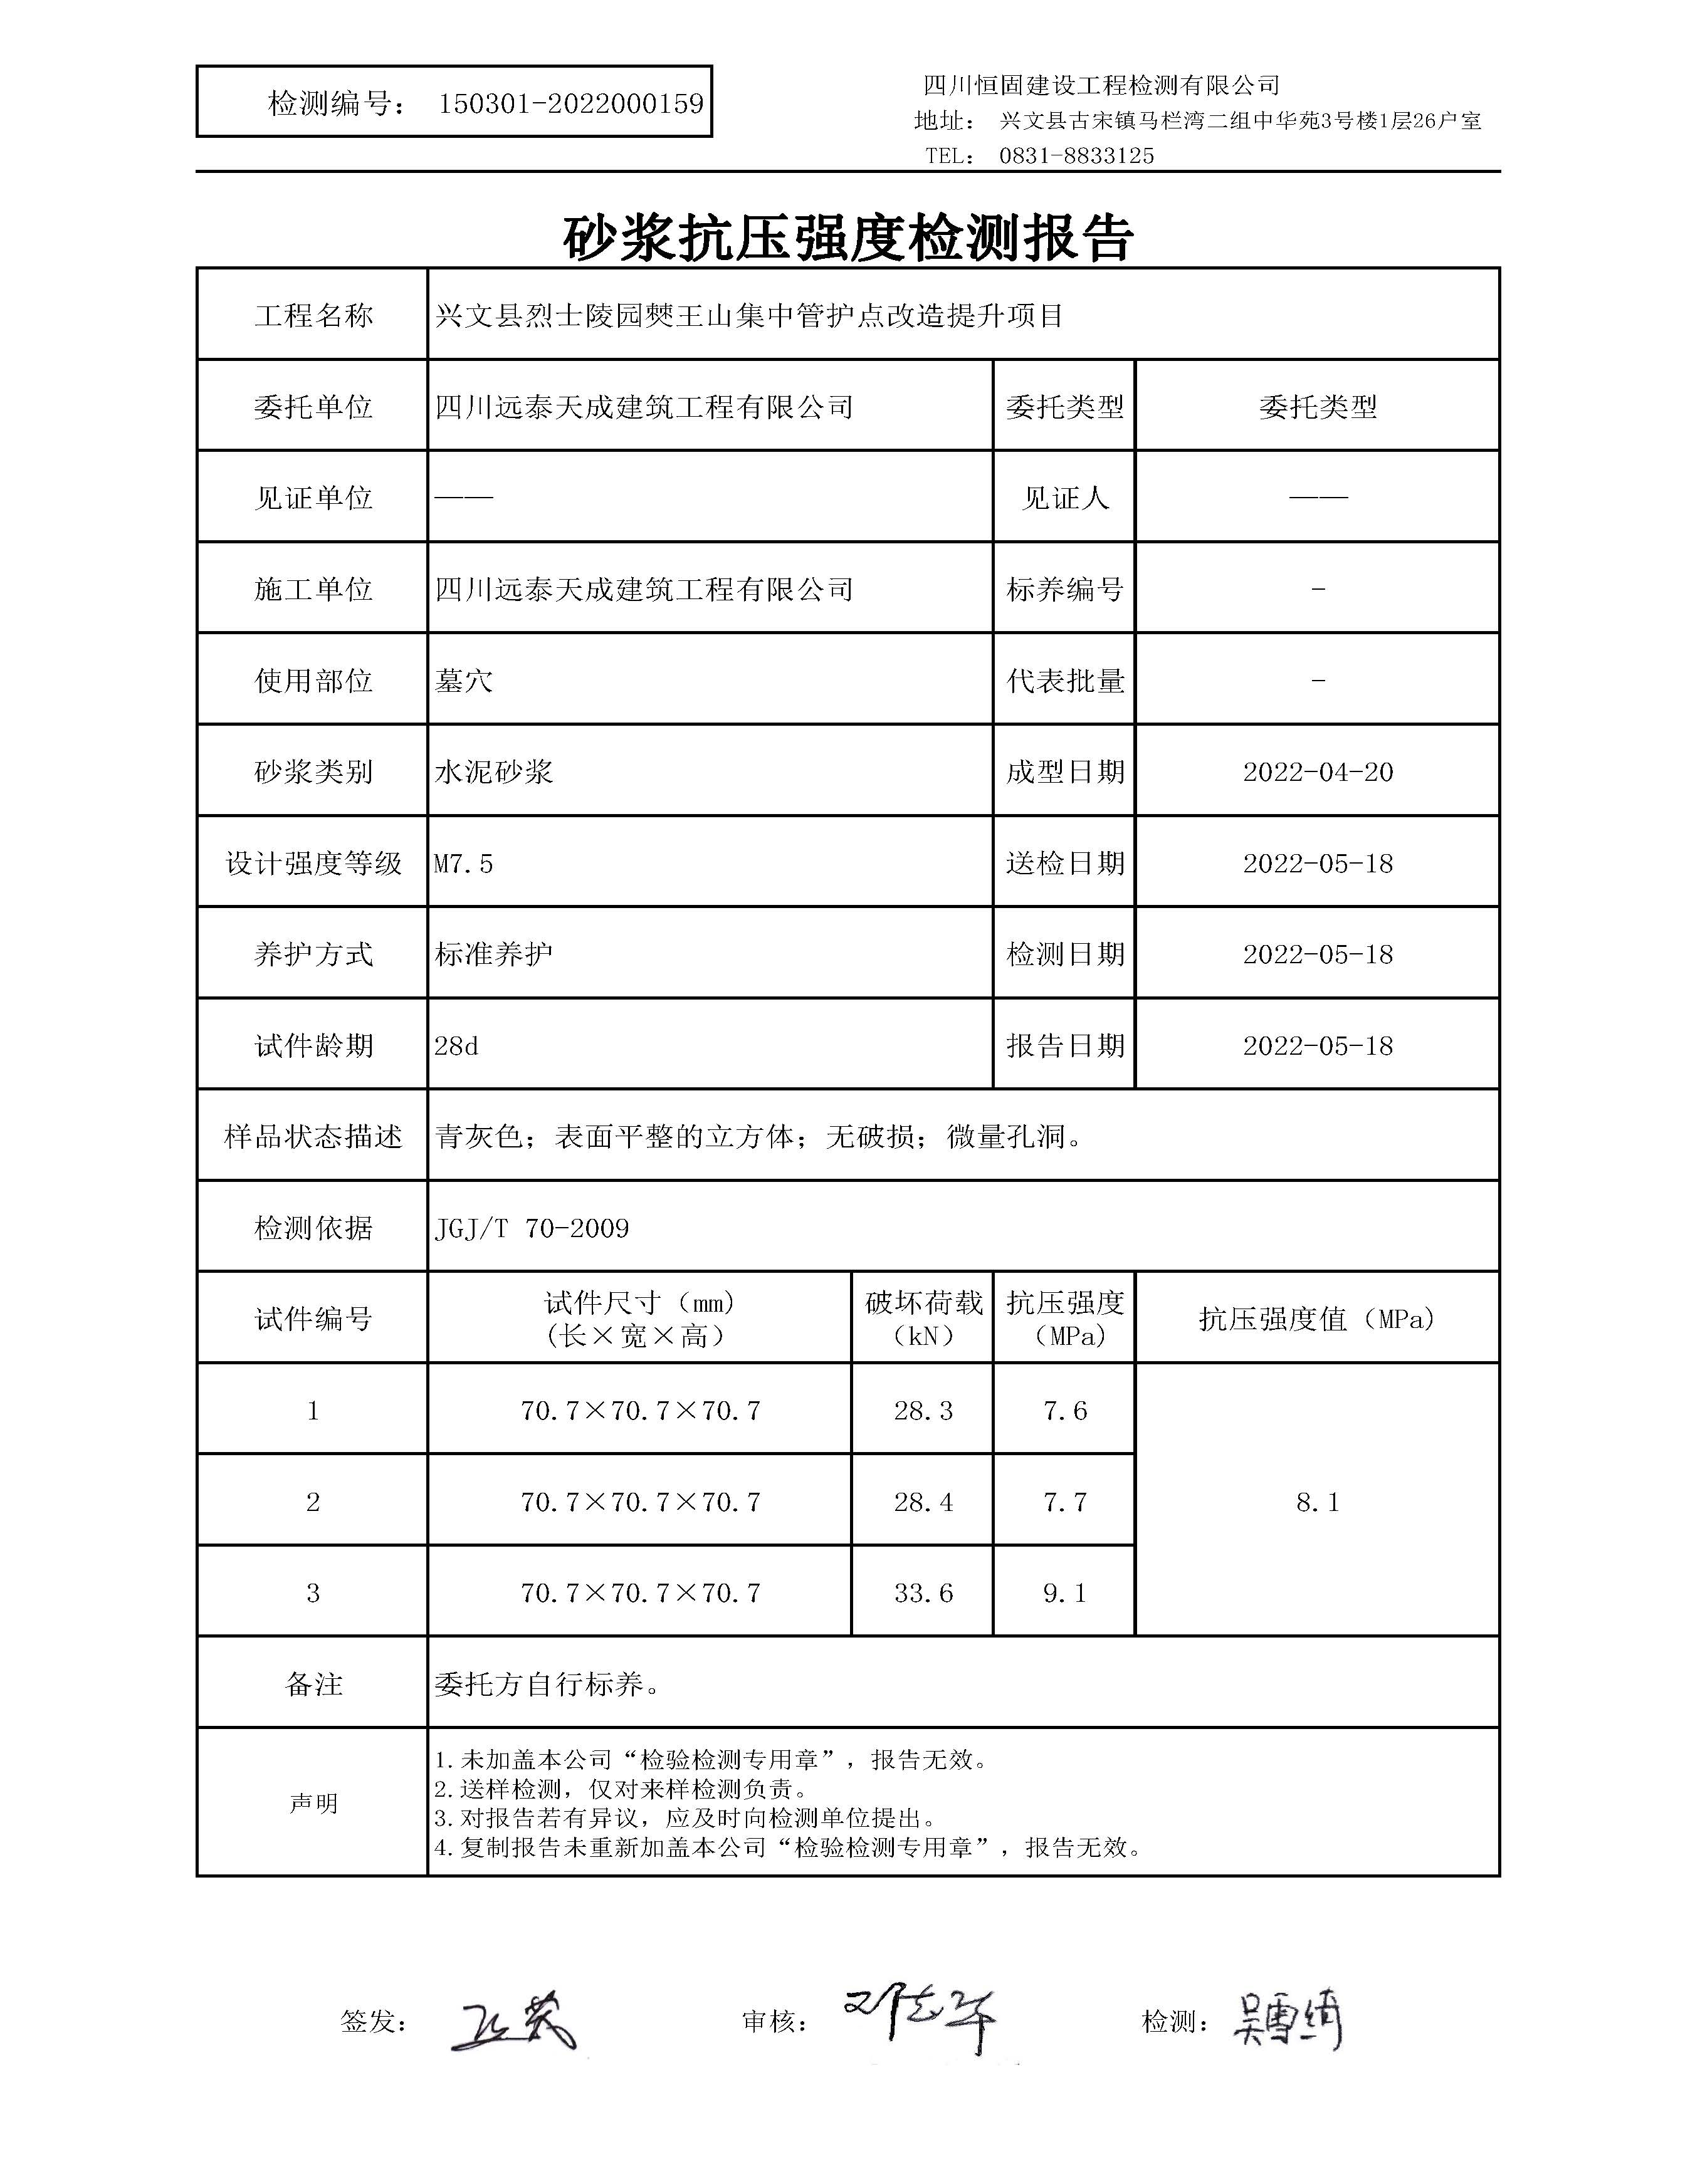 检测编号： 150301-2022000159
四川恒固建设工程检测有限公司
地址： 兴文县古宋镇马栏湾二组中华苑3号楼1层26户室
TEL： 0831-8833125
砂浆抗压强度检测报告
工程名称 兴文县烈士陵园僰王山集中管护点改造提升项目
委托单位 四川远泰天成建筑工程有限公司 委托类型 委托类型
见证单位 —— 见证人 ——
施工单位 四川远泰天成建筑工程有限公司 标养编号 -
使用部位 墓穴 代表批量 -
砂浆类别 水泥砂浆 成型日期 2022-04-20
设计强度等级 M7.5 送检日期 2022-05-18
养护方式 标准养护 检测日期 2022-05-18
试件龄期 28d 报告日期 2022-05-18
样品状态描述 青灰色；表面平整的立方体；无破损；微量孔洞。
检测依据 JGJ/T 70-2009
试件编号 试件尺寸（mm) (长×宽×高） 破坏荷载（kN） 抗压强度（MPa) 抗压强度值（MPa)
1 70.7×70.7×70.7 28.3 7.6
2 70.7×70.7×70.7 28.4 7.7 8.1
3 70.7×70.7×70.7 33.6 9.1
备注 委托方自行标养。
声明
1.未加盖本公司“检验检测专用章”，报告无效。
2.送样检测，仅对来样检测负责。
3.对报告若有异议，应及时向检测单位提出。
4.复制报告未重新加盖本公司“检验检测专用章”，报告无效。
签发： 审核： 检测：吴雪绮